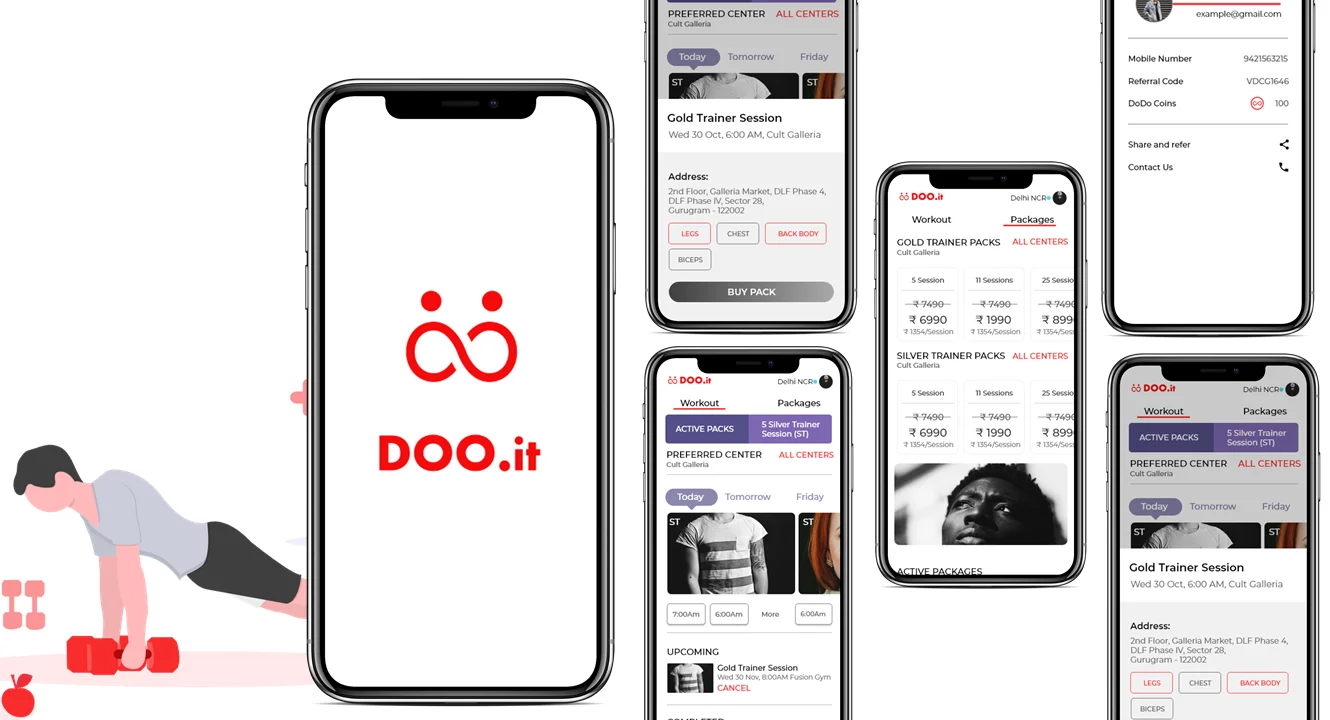 DOO.it
PREFERRED CENTER ALL CENTERS
Cult Galleria
Today Tomorrow Friday
ST ST
Gold Trainer Session
Wed 30 Oct, 6:00 AM, Cult Galleria
Address:
2nd Floor, Galleria Market, DLF Phase 4,
DLF Phase IV, Sector 28,
Gurugram - 122002
LEGS CHEST BACK BODY
BICEPS
BUY PACK
DOO.it Delhi NCR
Workout Packages
ACTIVE PACKS 5 Silver Trainer
Session (ST)
PREFERRED CENTER ALL CENTERS
Cult Galleria
Today Tomorrow Friday
ST ST
7:00Am 6:00Am More 6:00Am
UPCOMING
Gold Trainer Session
Wed 30 Nov, 8:00AM Fusion Gym
CANCEL
DOO.it Delhi NCR
Workout Packages
GOLD TRAINER PACKS ALL CENTERS
Cult Galleria
5 Session 11 Sessions 25 Sessio
₹ 7490 ₹ 7490 ₹ 7490
₹ 6990 ₹ 1990 ₹ 899
₹ 1354/Session ₹ 1354/Session ₹ 1354/Se
SILVER TRAINER PACKS ALL CENTERS
Cult Galleria
5 Session 11 Sessions 25 Sessio
₹ 7490 ₹ 7490 ₹ 7490
₹ 6990 ₹ 1990 ₹ 899
₹ 1354/Session ₹ 1354/Session ₹ 1354/Se
ACTIVE PACKAGES
example@gmail.com
Mobile Number 9421563215
Referral Code VDCG1646
DoDo Coins 100
Share and refer
Contact Us
DOO.it Delhi NCR
Workout Packages
ACTIVE PACKS 5 Silver Trainer
Session (ST)
PREFERRED CENTER ALL CENTERS
Cult Galleria
Today Tomorrow Friday
ST ST
Gold Trainer Session
Wed 30 Oct, 6:00 AM, Cult Galleria
Address:
2nd Floor, Galleria Market, DLF Phase 4,
DLF Phase IV, Sector 28,
Gurugram - 122002
LEGS CHEST BACK BODY
BICEPS